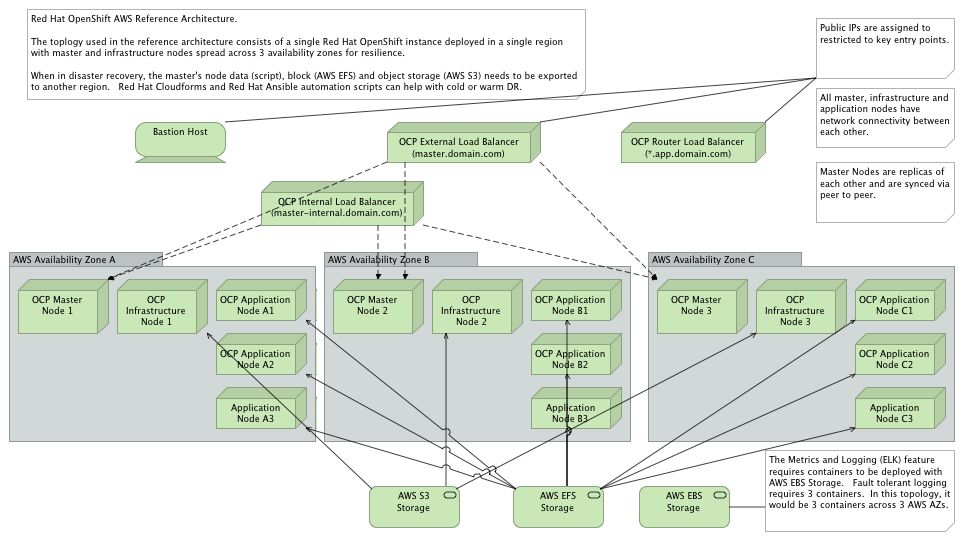 Red Hat OpenShift AWS Reference Architecture.
The toplogy used in the reference architecture consists of a single Red Hat OpenShift instance deployed in a single region
with master and infrastructure nodes spread across 3 availability zones for resilience.
When in disaster recovery, the master's node data (script), block (AWS EFS) and object storage (AWS S3) needs to be exported
to another region. Red Hat Cloudforms and Red Hat Ansible automation scripts can help with cold or warm DR.
Public IPs are assigned to
restricted to key entry points.
All master, infrastructure and
application nodes have
network connectivity between
each other.
Master Nodes are replicas of
each other and are synced via
peer to peer.
Bastion Host
OCP External Load Balancer
(master.domain.com)
OCP Router Load Balancer
(*.app.domain.com)
OCP Internal Load Balancer
(master-internal.domain.com)
AWS Availability Zone A
OCP Master
Node 1
OCP
Infrastructure
Node 1
OCP Application
Node A1
OCP Application
Node A2
Application
Node A3
AWS Availability Zone B
OCP Master
Node 2
OCP
Infrastructure
Node 2
OCP Application
Node B1
OCP Application
Node B2
Application
Node B3
AWS Availability Zone C
OCP Master
Node 3
OCP
Infrastructure
Node 3
OCP Application
Node C1
OCP Application
Node C2
Application
Node C3
AWS S3
Storage
AWS EFS
Storage
AWS EBS
Storage
The Metrics and Logging (ELK) feature
requires containers to be deployed with
AWS EBS Storage. Fault tolerant logging
requires 3 containers. In this topology, it
would be 3 containers across 3 AWS AZs.